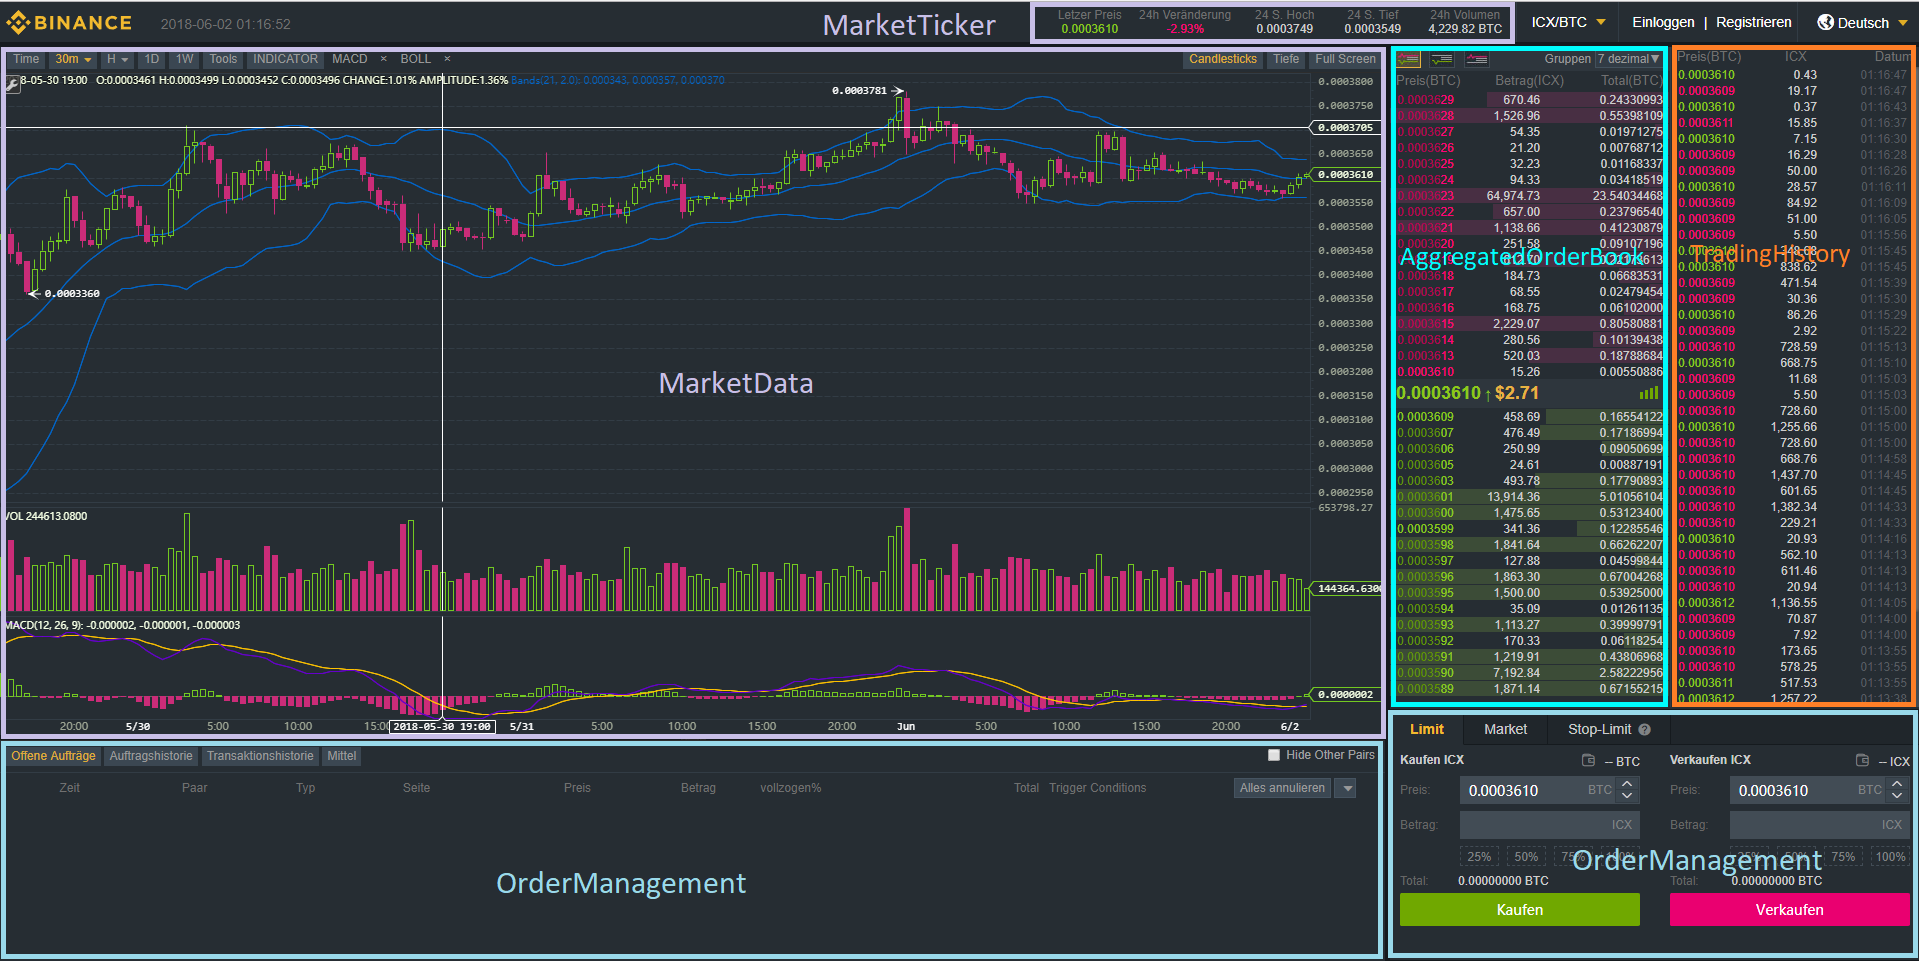 BINANCE 2018-06-02 01:16:52 MarketTicker
Letzer Preis 24h Veränderung 24 S. Hoch 24 S. Tief 24h Volumen
0.0003610 -2.93% 0.0003749 0.0003549 4,229.82 BTC
ICX/BTC Einloggen | Registrieren Deutsch
Time 30m H 1D 1W Tools INDICATOR MACD × BOLL × Candlesticks Tiefe Full Screen
8-05-30 19:00 O:0.0003461 H:0.0003499 L:0.0003452 C:0.0003496 CHANGE:1.01% AMPLITUDE:1.36% Bands(21, 2.0): 0.000343, 0.000357, 0.000370
0.0003781
0.0003360
0.0003800
0.0003750
0.0003705
0.0003650
0.0003610
0.0003550
0.0003500
0.0003450
0.0003400
0.0003350
0.0003300
0.0003250
0.0003200
0.0003150
0.0003100
0.0003050
0.0003000
0.0002950
MarketData
VOL 244613.0800
653798.27
144364.6300
MACD(12, 26, 9): -0.000002, -0.000001, -0.000003
0.0000002
20:00 5/30 5:00 10:00 15:00 2018-05-30 19:00 5/31 5:00 10:00 15:00 20:00 Jun 5:00 10:00 15:00 20:00 6/2
Gruppen 7 dezimal
Preis(BTC) Betrag(ICX) Total(BTC)
0.0003629 670.46 0.24330993
0.0003628 1,526.96 0.55398109
0.0003627 54.35 0.01971275
0.0003626 21.20 0.00768712
0.0003625 32.23 0.01168337
0.0003624 94.33 0.03418519
0.0003623 64,974.73 23.54034468
0.0003622 657.00 0.23796540
0.0003621 1,138.66 0.41230879
0.0003620 251.58 0.09107196
AggregatedOrderBook
0.0003618 184.73 0.06683531
0.0003617 68.55 0.02479454
0.0003616 168.75 0.06102000
0.0003615 2,229.07 0.80580881
0.0003614 280.56 0.10139438
0.0003613 520.03 0.18788684
0.0003610 15.26 0.00550886
0.0003610 ↑ $2.71
0.0003609 458.69 0.16554122
0.0003607 476.49 0.17186994
0.0003606 250.99 0.09050699
0.0003605 24.61 0.00887191
0.0003603 493.78 0.17790893
0.0003601 13,914.36 5.01056104
0.0003600 1,475.65 0.53123400
0.0003599 341.36 0.12285546
0.0003598 1,841.64 0.66262207
0.0003597 127.88 0.04599844
0.0003596 1,863.30 0.67004268
0.0003595 1,500.00 0.53925000
0.0003594 35.09 0.01261135
0.0003593 1,113.27 0.39999791
0.0003592 170.33 0.06118254
0.0003591 1,219.91 0.43806968
0.0003590 7,192.84 2.58222956
0.0003589 1,871.14 0.67155215
Preis(BTC) ICX Datum
0.0003610 0.43 01:16:47
0.0003609 19.17 01:16:47
0.0003610 0.37 01:16:43
0.0003611 15.85 01:16:37
0.0003610 7.15 01:16:30
0.0003609 16.29 01:16:28
0.0003609 50.00 01:16:26
0.0003610 28.57 01:16:11
0.0003609 84.92 01:16:09
0.0003609 51.00 01:16:05
0.0003609 5.50 01:15:56
TradingHistory 01:15:45
0.0003610 838.62 01:15:45
0.0003609 471.54 01:15:39
0.0003609 30.36 01:15:30
0.0003610 86.26 01:15:29
0.0003609 2.92 01:15:22
0.0003610 728.59 01:15:13
0.0003610 668.75 01:15:10
0.0003609 11.68 01:15:03
0.0003609 5.50 01:15:03
0.0003610 728.60 01:15:00
0.0003610 1,255.66 01:15:00
0.0003610 728.60 01:15:00
0.0003610 668.76 01:14:58
0.0003610 1,437.70 01:14:45
0.0003610 601.65 01:14:45
0.0003610 1,382.34 01:14:33
0.0003610 229.21 01:14:33
0.0003610 20.93 01:14:16
0.0003610 562.10 01:14:13
0.0003610 611.46 01:14:13
0.0003610 20.94 01:14:13
0.0003612 1,136.55 01:14:05
0.0003609 70.87 01:14:00
0.0003609 7.92 01:14:00
0.0003610 173.65 01:13:55
0.0003610 578.25 01:13:55
0.0003611 517.53 01:13:55
0.0003612 1,257.22 01:13:38
Offene Aufträge Auftragshistorie Transaktionshistorie Mittel Hide Other Pairs
Zeit Paar Typ Seite Preis Betrag vollzogen% Total Trigger Conditions Alles annulieren
OrderManagement
Limit Market Stop-Limit ?
Kaufen ICX -- BTC Verkaufen ICX -- ICX
Preis: 0.0003610 BTC Preis: 0.0003610 BTC
Betrag: ICX Betrag: ICX
25% 50% 75% 100% 25% 50% 75% 100%
OrderManagement
Total: 0.00000000 BTC Total: 0.00000000 BTC
Kaufen Verkaufen